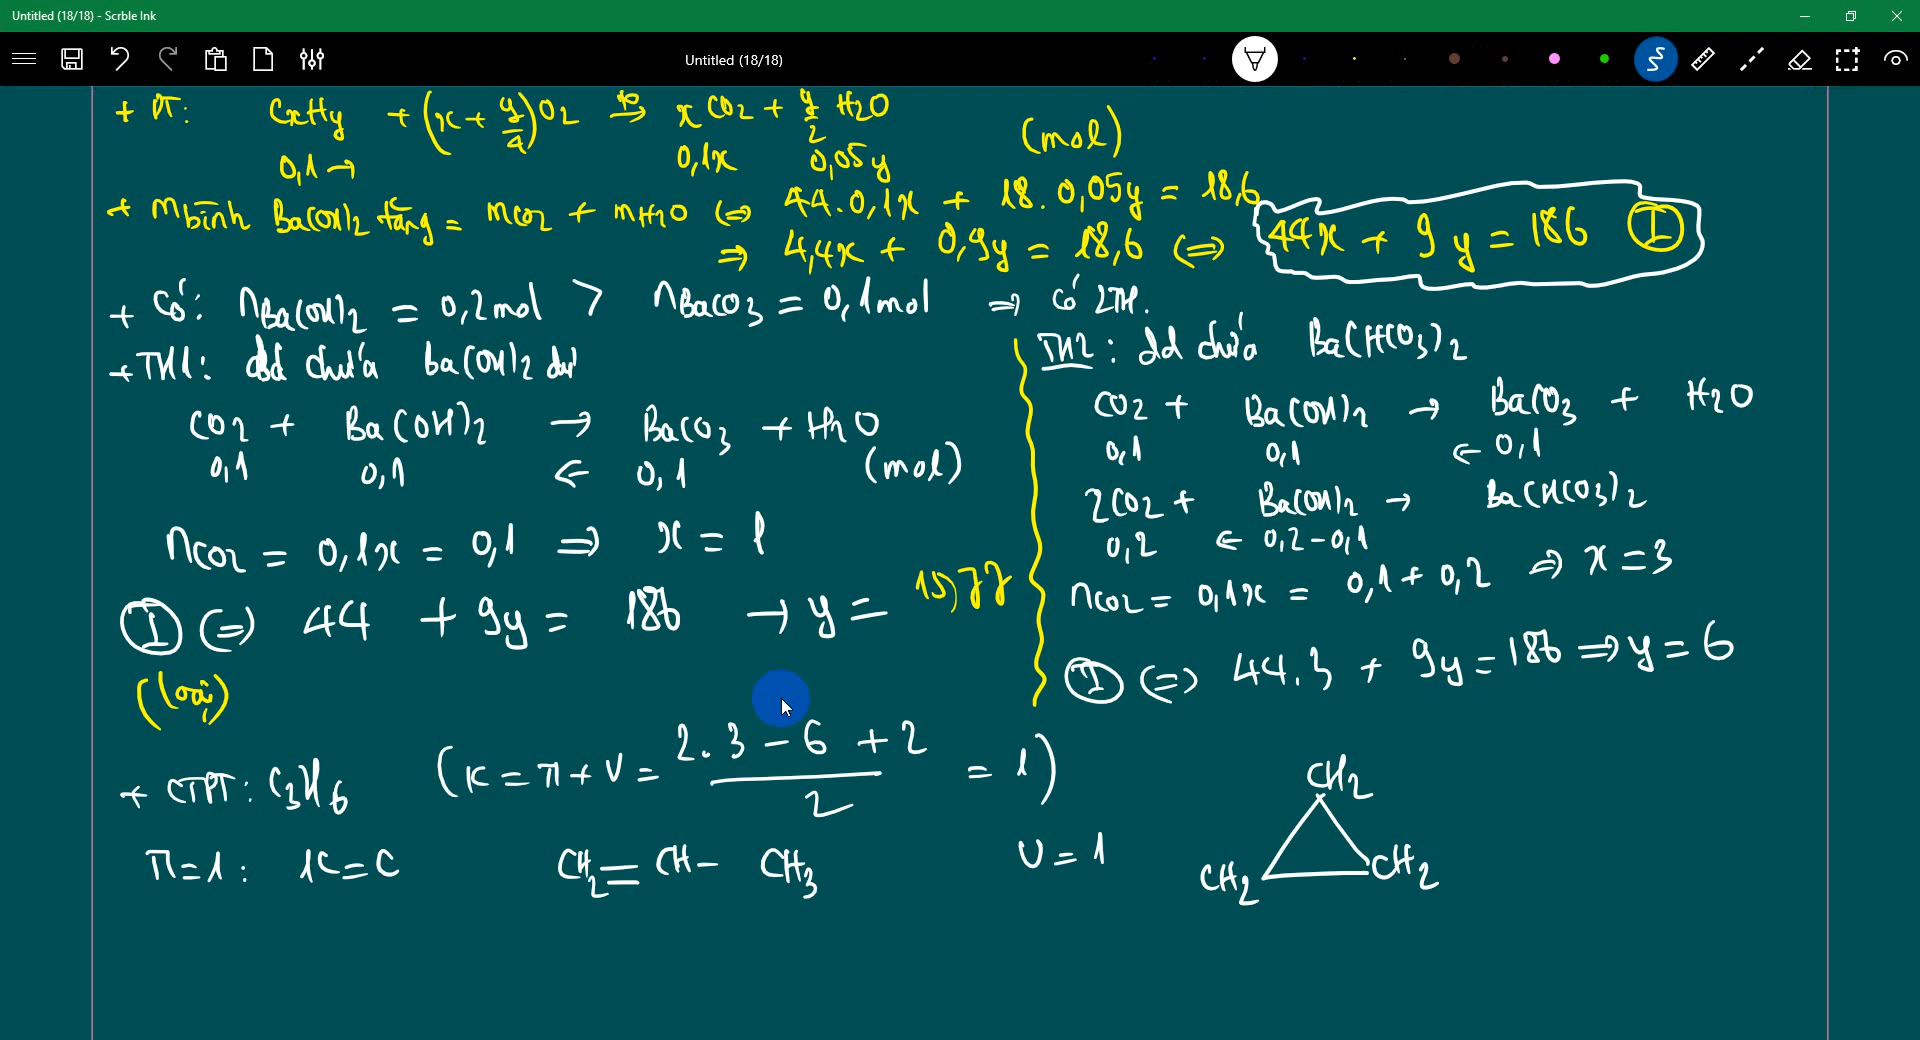 Untitled (18/18) - Scrble Ink
Untitled (18/18)
+ PT: CxHy + (x + y/4) O2 →t° x CO2 + y/2 H2O
0,1 → 0,1x 0,05y (mol)
+ m bình Ba(OH)2 tăng = mCO2 + mH2O ⇔ 44.0,1x + 18.0,05y = 18,6
⇒ 4,4x + 0,9y = 18,6 ⇔ 44x + 9y = 186 (I)
+ Có: nBa(OH)2 = 0,2mol > nBaCO3 = 0,1mol ⇒ có 2TH.
+ TH1: dd chứa Ba(OH)2 dư
CO2 + Ba(OH)2 → BaCO3 + H2O
0,1 0,1 ← 0,1 (mol)
nCO2 = 0,1x = 0,1 ⇒ x = 1
(I) ⇔ 44 + 9y = 186 → y = 15,77
(loại)
TH2: dd chứa Ba(HCO3)2
CO2 + Ba(OH)2 → BaCO3 + H2O
0,1 0,1 ← 0,1
2CO2 + Ba(OH)2 → Ba(HCO3)2
0,2 ← 0,2-0,1
nCO2 = 0,1x = 0,1 + 0,2 ⇒ x = 3
(I) ⇔ 44.3 + 9y = 186 ⇒ y = 6
+ CTPT: C3H6 (K = π + V = (2.3 - 6 + 2)/2 = 1)
π = 1: 1C=C CH2 = CH - CH3 V = 1
CH2
CH2 CH2